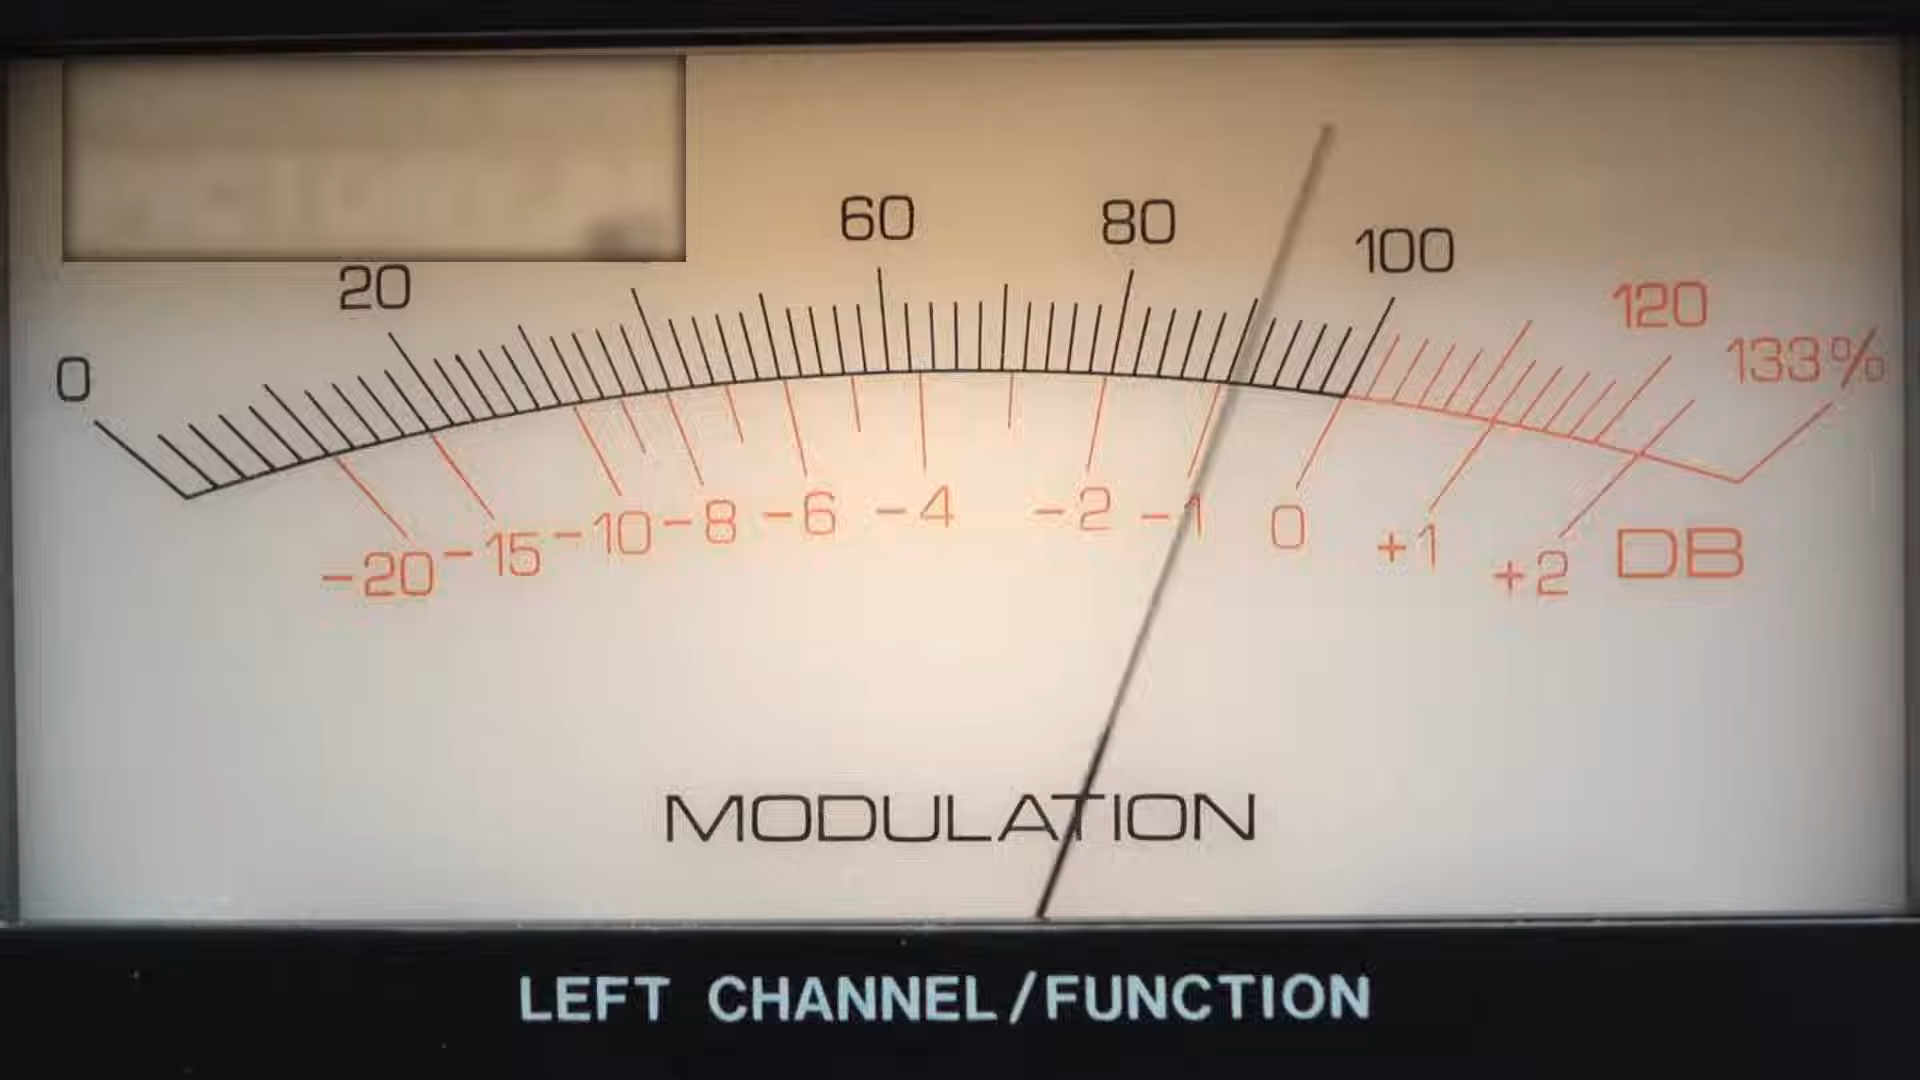 60 80 100
20 120
0 133%
-20 -15 -10 -8 -6 -4 -2 -1 0 +1 +2 DB
MODULATION
LEFT CHANNEL/FUNCTION